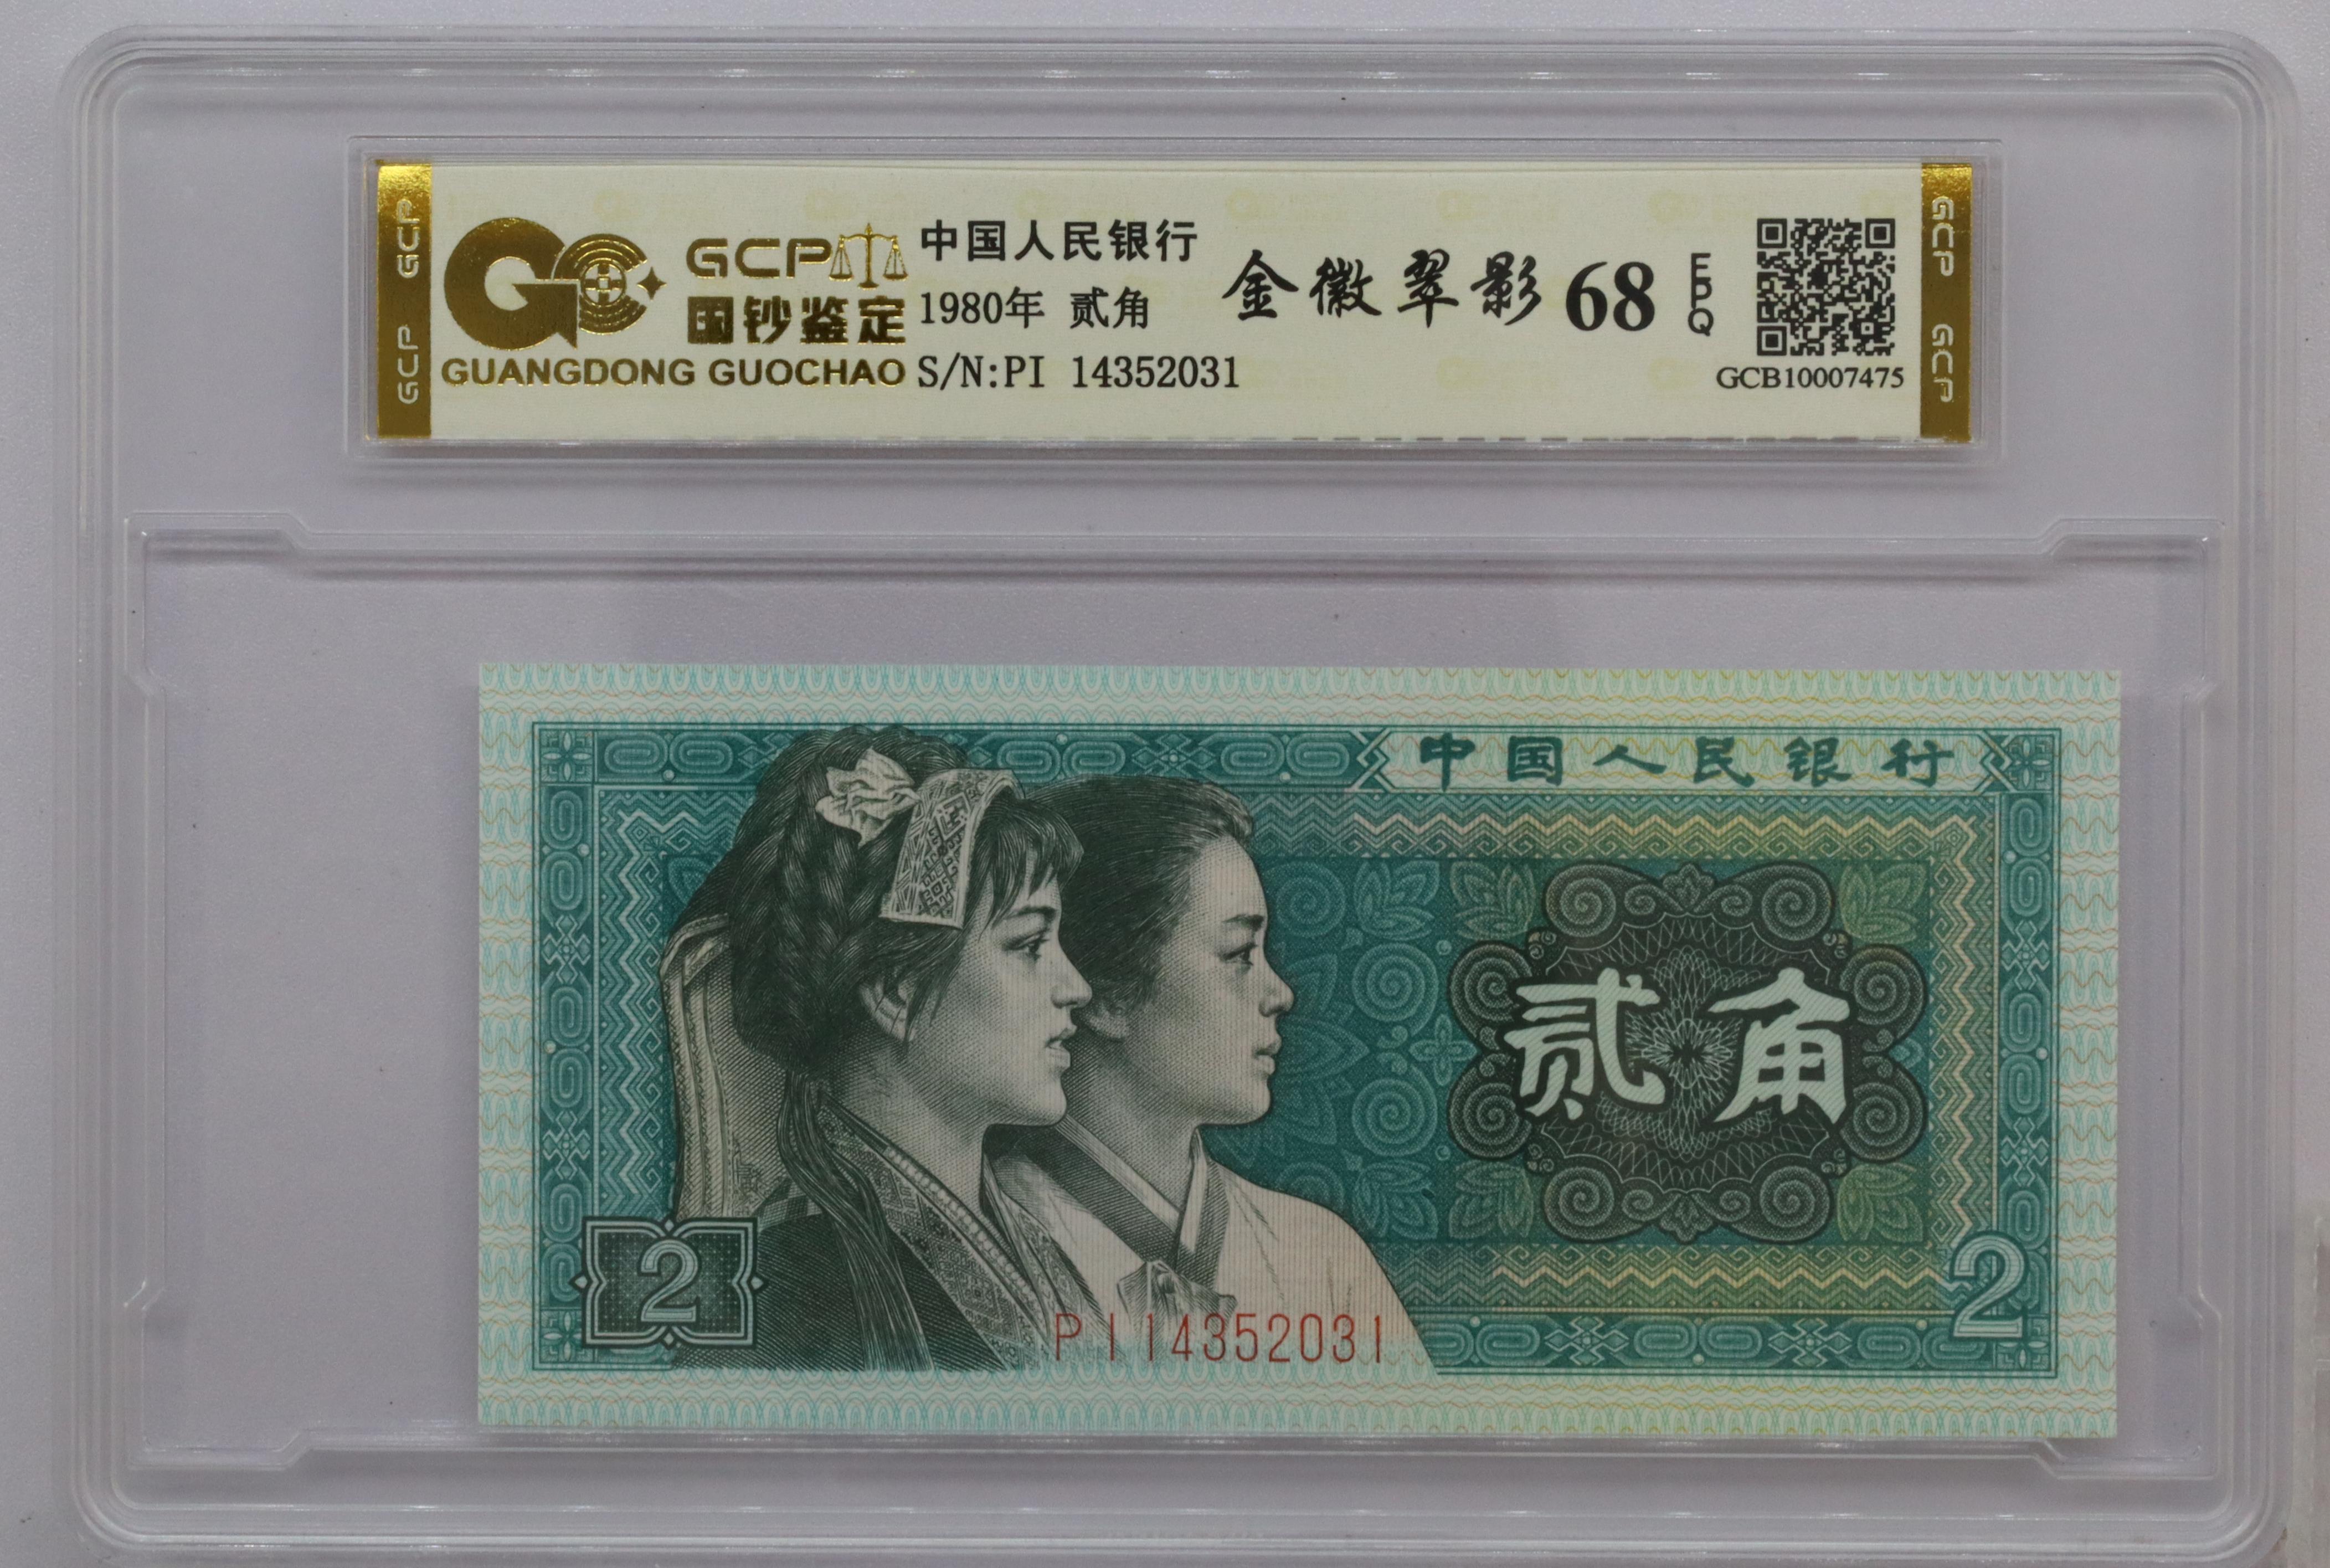 GCP GCP
GCP
国钞鉴定
GUANGDONG GUOCHAO
中国人民银行
1980年 贰角
S/N:PI 14352031
金徽翠影 68 EPQ
GCB10007475
GCP GCP
中国人民银行
贰角
2
2
PI14352031